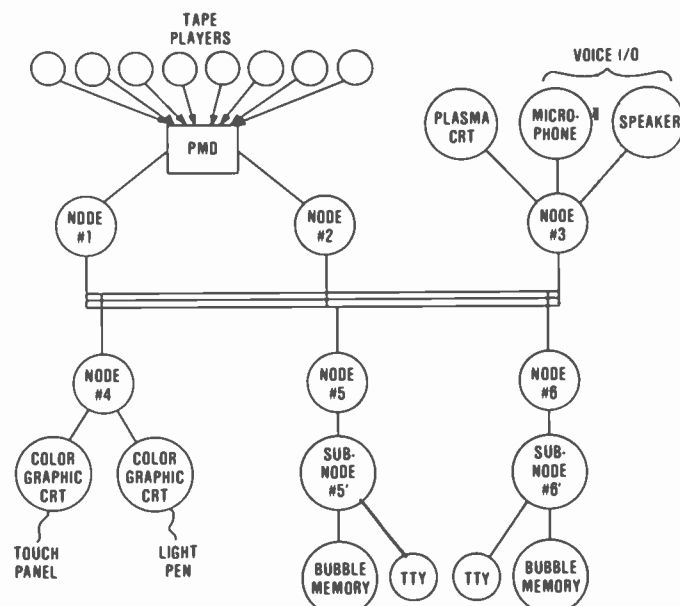 TAPE
PLAYERS
VOICE I/O
PLASMA
CRT
MICRO-
PHONE
SPEAKER
PMD
NODE
#1
NODE
#2
NODE
#3
NODE
#4
NODE
#5
NODE
#6
COLOR
GRAPHIC
CRT
COLOR
GRAPHIC
CRT
SUB-
NODE
#5'
SUB-
NODE
#6'
TOUCH
PANEL
LIGHT
PEN
BUBBLE
MEMORY
TTY
TTY
BUBBLE
MEMORY